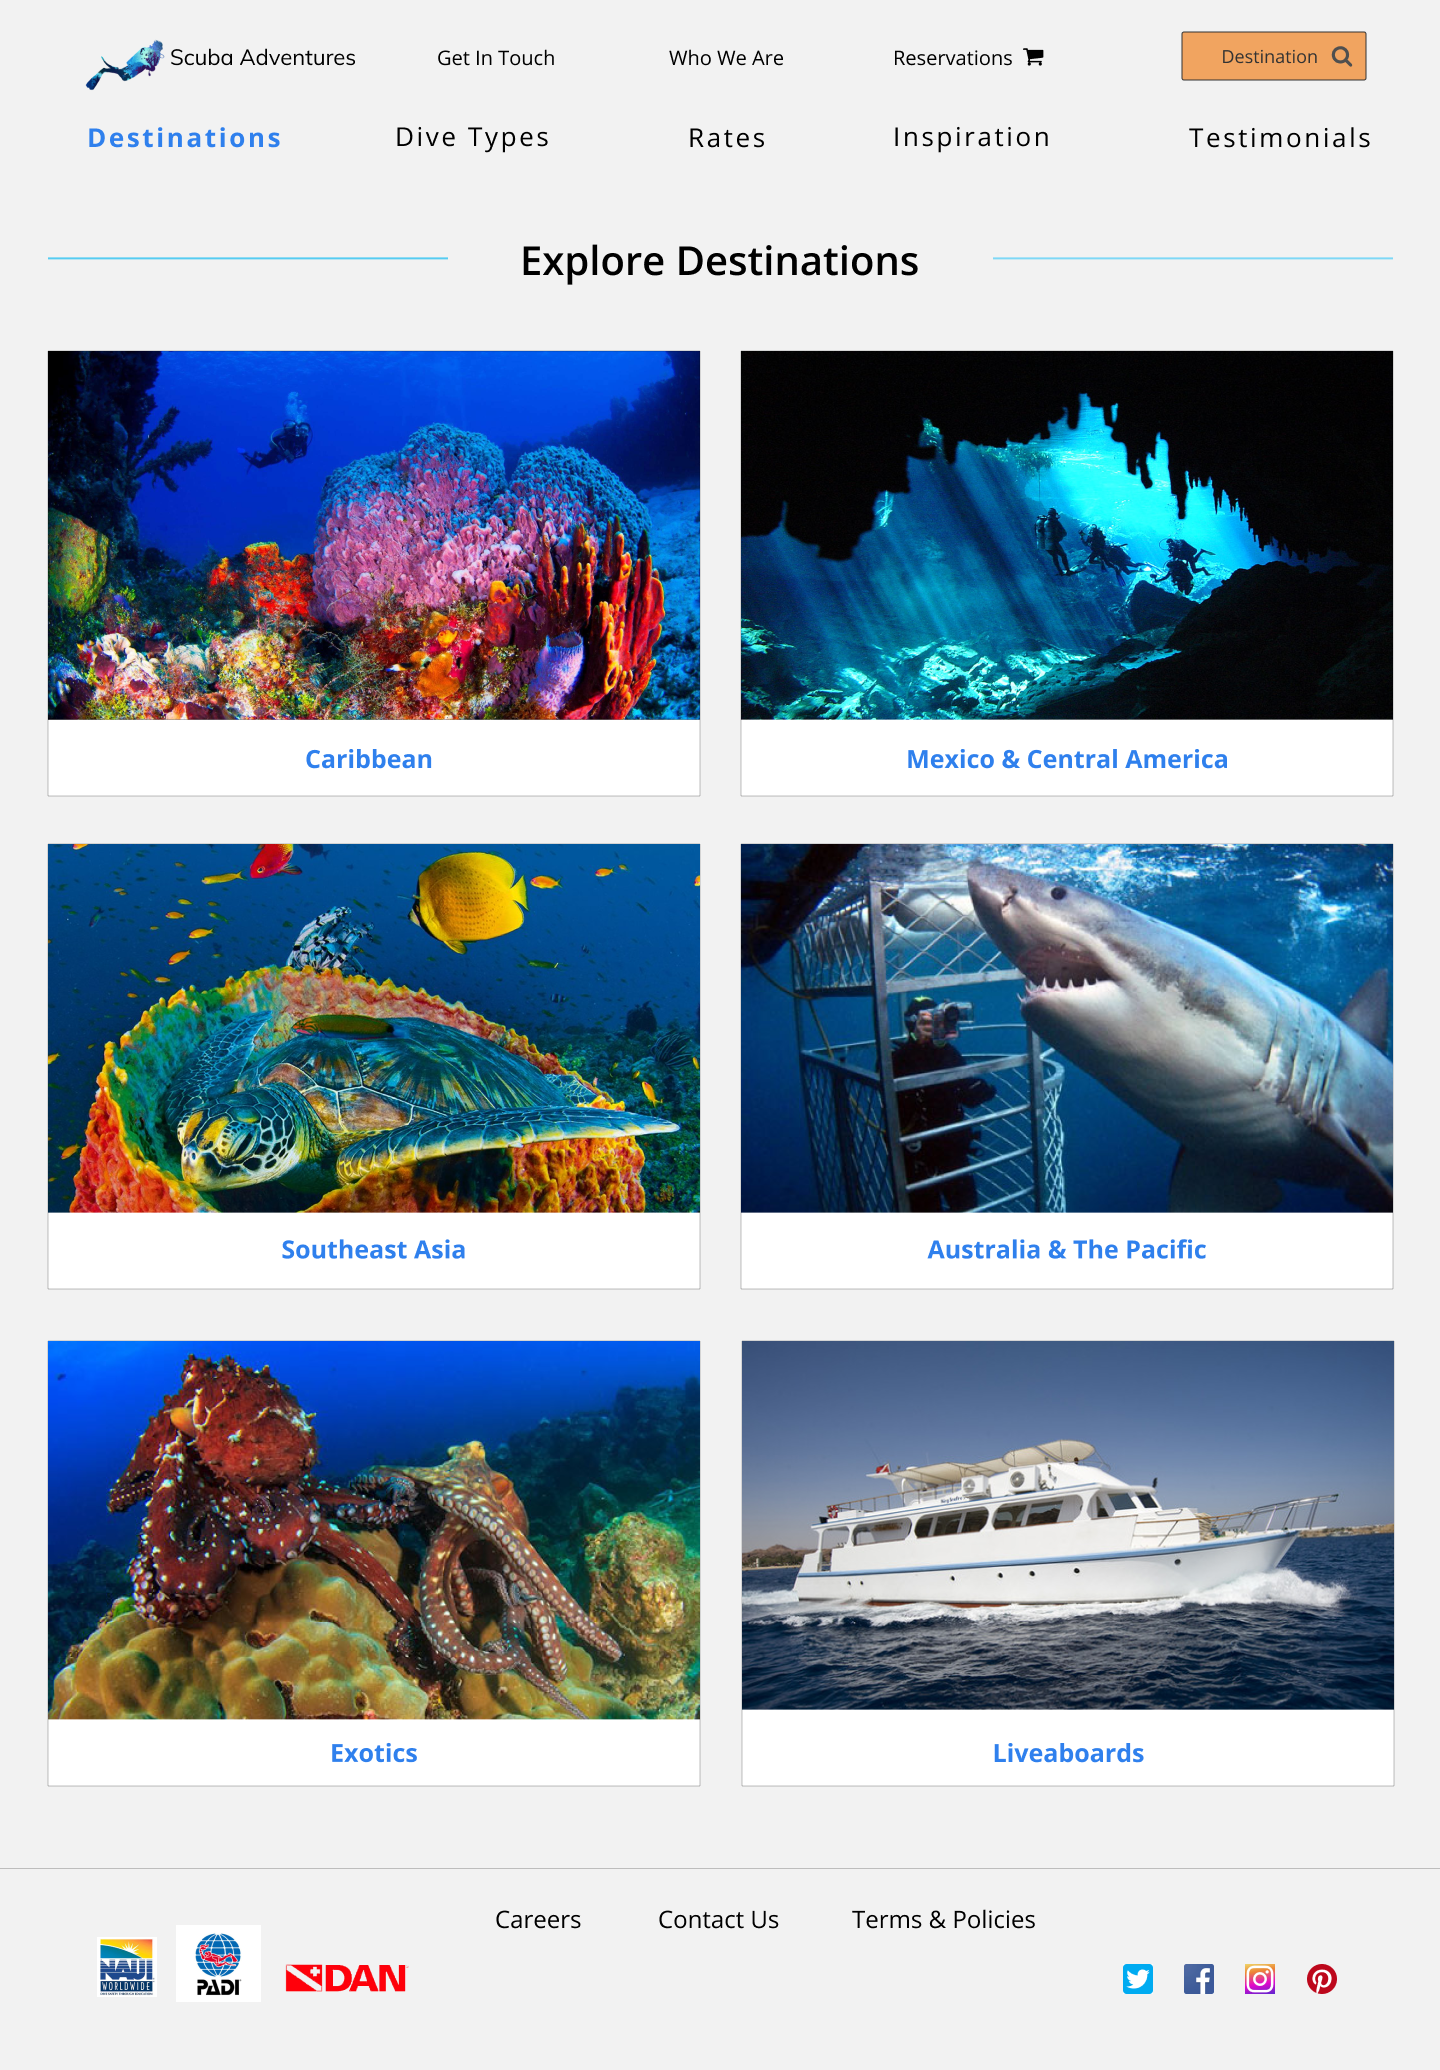 Scuba Adventures
Get In Touch
Who We Are
Reservations
Destination
Destinations
Dive Types
Rates
Inspiration
Testimonials
Explore Destinations
Caribbean
Mexico & Central America
Southeast Asia
Australia & The Pacific
Exotics
Liveaboards
Careers
Contact Us
Terms & Policies
NAUI
WORLDWIDE
PADI
DAN